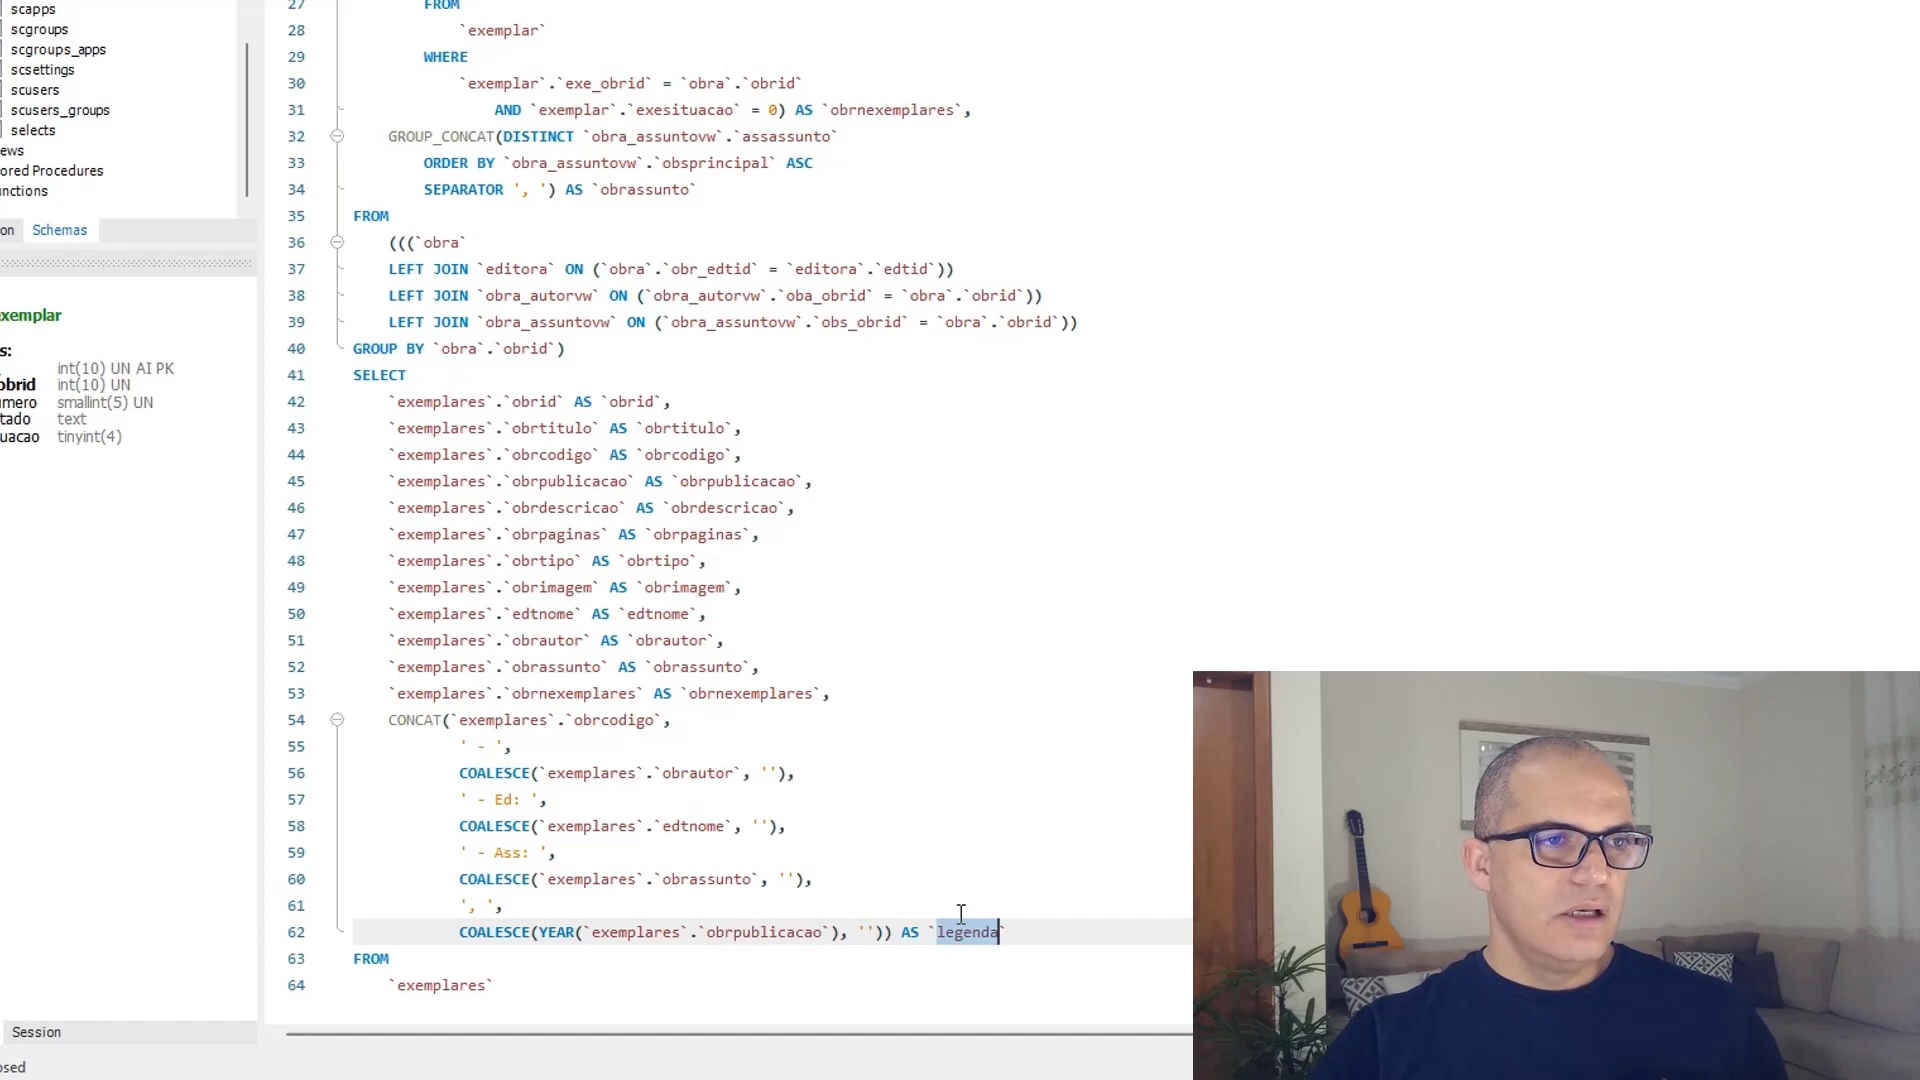 scapps
scgroups
scgroups_apps
scsettings
scusers
scusers_groups
selects
ews
ored Procedures
unctions
on Schemas
xemplar
s:
int(10) UN AI PK
obrid int(10) UN
umero smallint(5) UN
tado text
uacao tinyint(4)
Session
osed
27 FROM
28 `exemplar`
29 WHERE
30 `exemplar`.`exe_obrid` = `obra`.`obrid`
31 AND `exemplar`.`exesituacao` = 0) AS `obrnexemplares`,
32 GROUP_CONCAT(DISTINCT `obra_assuntovw`.`assassunto`
33 ORDER BY `obra_assuntovw`.`obsprincipal` ASC
34 SEPARATOR ', ') AS `obrassunto`
35 FROM
36 (((`obra`
37 LEFT JOIN `editora` ON (`obra`.`obr_edtid` = `editora`.`edtid`))
38 LEFT JOIN `obra_autorvw` ON (`obra_autorvw`.`oba_obrid` = `obra`.`obrid`))
39 LEFT JOIN `obra_assuntovw` ON (`obra_assuntovw`.`obs_obrid` = `obra`.`obrid`))
40 GROUP BY `obra`.`obrid`)
41 SELECT
42 `exemplares`.`obrid` AS `obrid`,
43 `exemplares`.`obrtitulo` AS `obrtitulo`,
44 `exemplares`.`obrcodigo` AS `obrcodigo`,
45 `exemplares`.`obrpublicacao` AS `obrpublicacao`,
46 `exemplares`.`obrdescricao` AS `obrdescricao`,
47 `exemplares`.`obrpaginas` AS `obrpaginas`,
48 `exemplares`.`obrtipo` AS `obrtipo`,
49 `exemplares`.`obrimagem` AS `obrimagem`,
50 `exemplares`.`edtnome` AS `edtnome`,
51 `exemplares`.`obrautor` AS `obrautor`,
52 `exemplares`.`obrassunto` AS `obrassunto`,
53 `exemplares`.`obrnexemplares` AS `obrnexemplares`,
54 CONCAT(`exemplares`.`obrcodigo`,
55 ' - ',
56 COALESCE(`exemplares`.`obrautor`, ''),
57 ' - Ed: ',
58 COALESCE(`exemplares`.`edtnome`, ''),
59 ' - Ass: ',
60 COALESCE(`exemplares`.`obrassunto`, ''),
61 ', ',
62 COALESCE(YEAR(`exemplares`.`obrpublicacao`), '')) AS `legenda`
63 FROM
64 `exemplares`